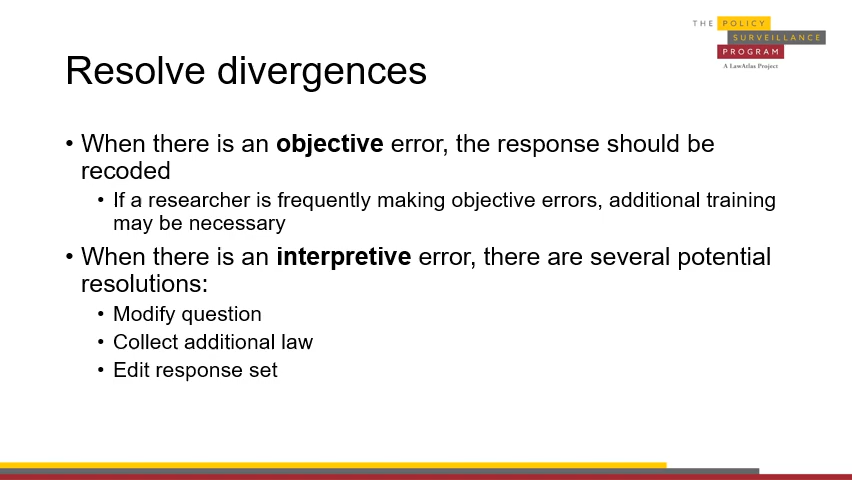 THE POLICY
SURVEILLANCE
PROGRAM
A LawAtlas Project
Resolve divergences
• When there is an objective error, the response should be
recoded
• If a researcher is frequently making objective errors, additional training
may be necessary
• When there is an interpretive error, there are several potential
resolutions:
• Modify question
• Collect additional law
• Edit response set